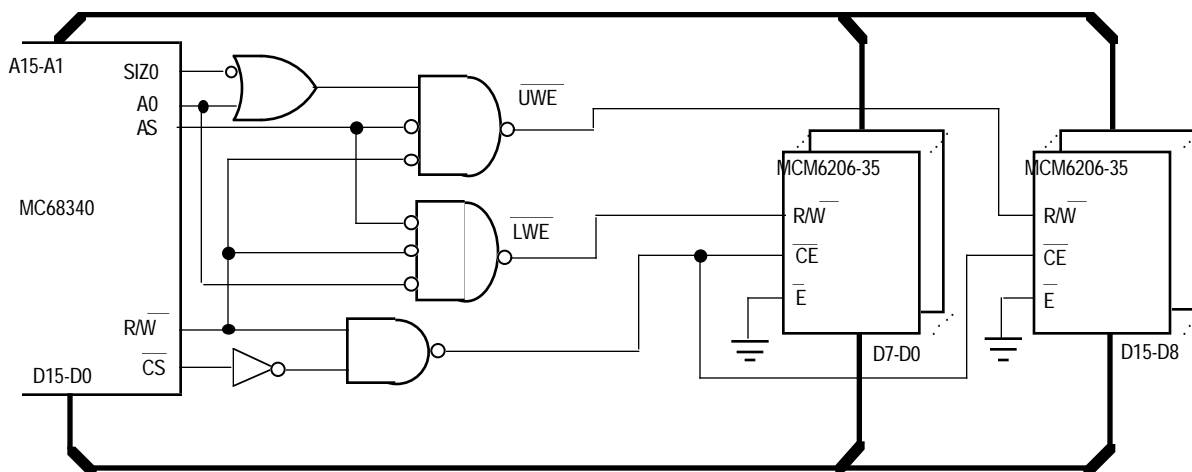 A15-A1
SIZ0
A0
AS
MC68340
R/W
CS
D15-D0
UWE
LWE
MCM6206-35
R/W
CE
E
D7-D0
MCM6206-35
R/W
CE
E
D15-D8